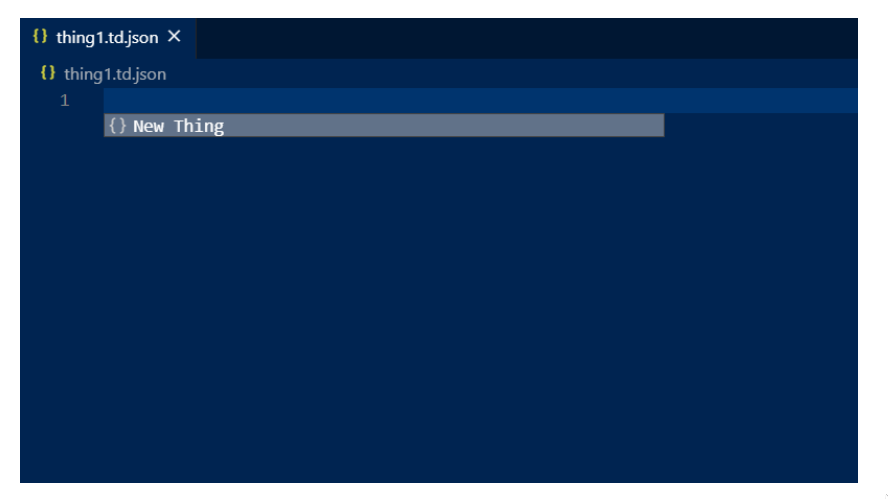 {} thing1.td.json ×
{} thing1.td.json
1
{} New Thing